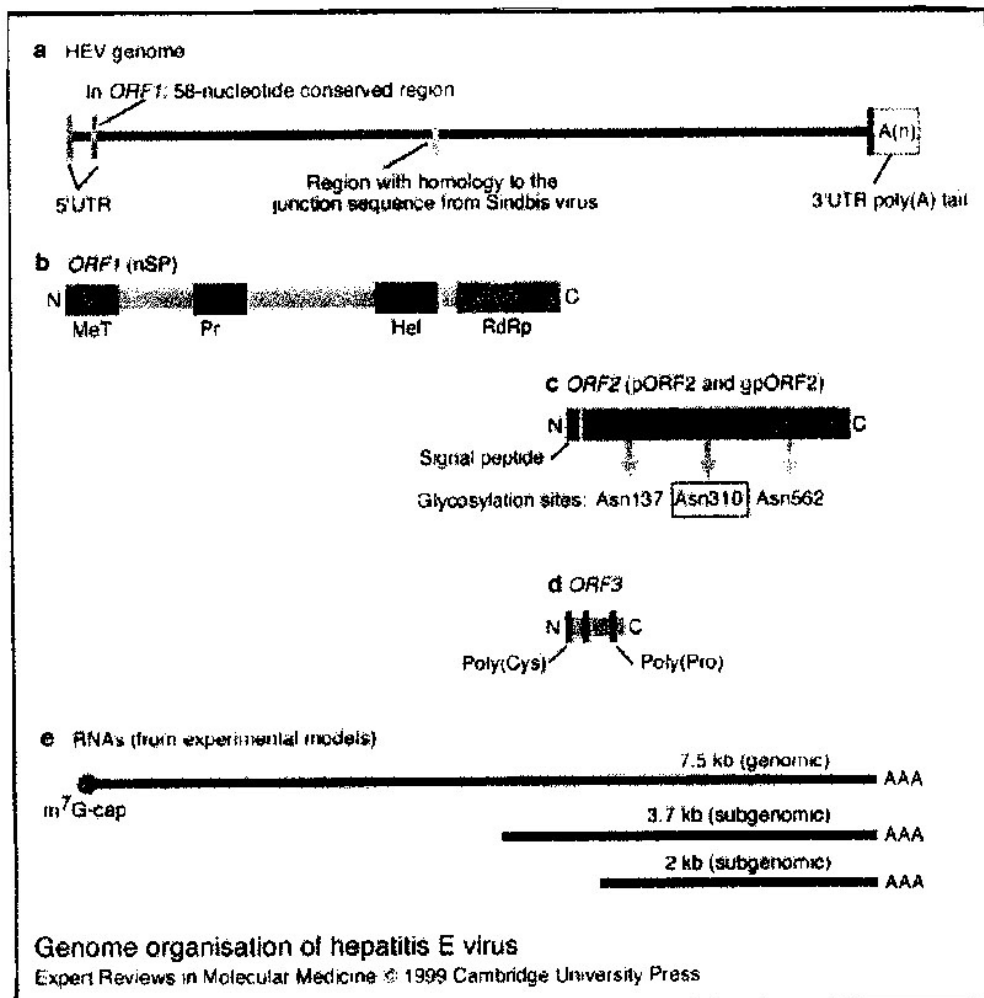 a HEV genome
In ORF1: 58-nucleotide conserved region
A(n)
5'UTR
Region with homology to the
junction sequence from Sindbis virus
3'UTR poly(A) tail
b ORF1 (nSP)
N C
MeT Pr Hel RdRp
c ORF2 (pORF2 and gpORF2)
N C
Signal peptide
Glycosylation sites: Asn137 Asn310 Asn562
d ORF3
N C
Poly(Cys) Poly(Pro)
e RNAs (from experimental models)
7.5 kb (genomic)
AAA
m7G-cap
3.7 kb (subgenomic)
AAA
2 kb (subgenomic)
AAA
Genome organisation of hepatitis E virus
Expert Reviews in Molecular Medicine © 1999 Cambridge University Press